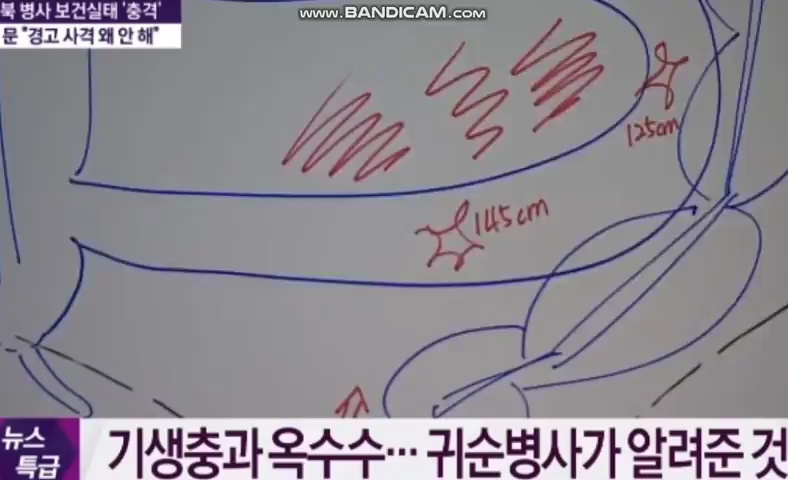 www.BANDICAM.com
북 병사 보건실태 '충격'
문 "경고 사격 왜 안 해"
125cm
145cm
뉴스특급
기생충과 옥수수… 귀순병사가 알려준 것